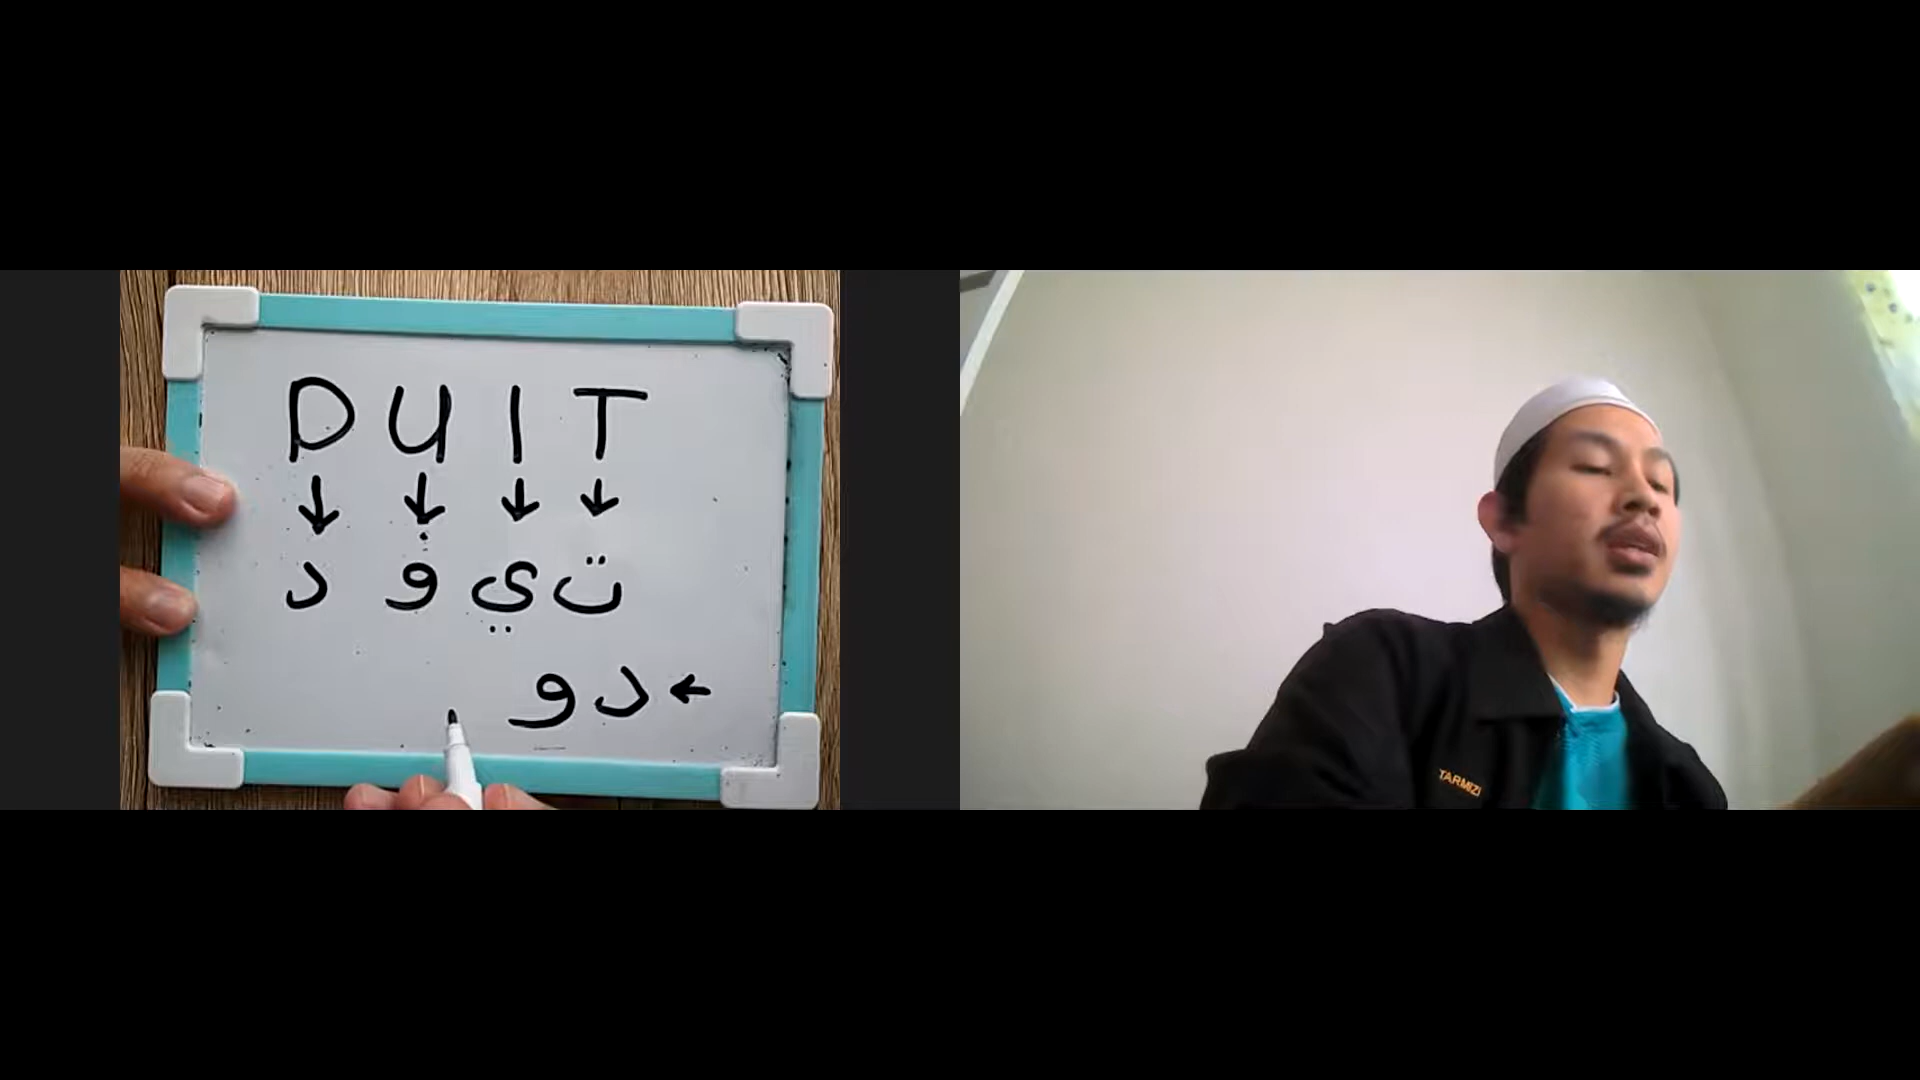 DUIT
↓ ↓ ↓ ↓
د و ي ت
← دو
TARMIZI